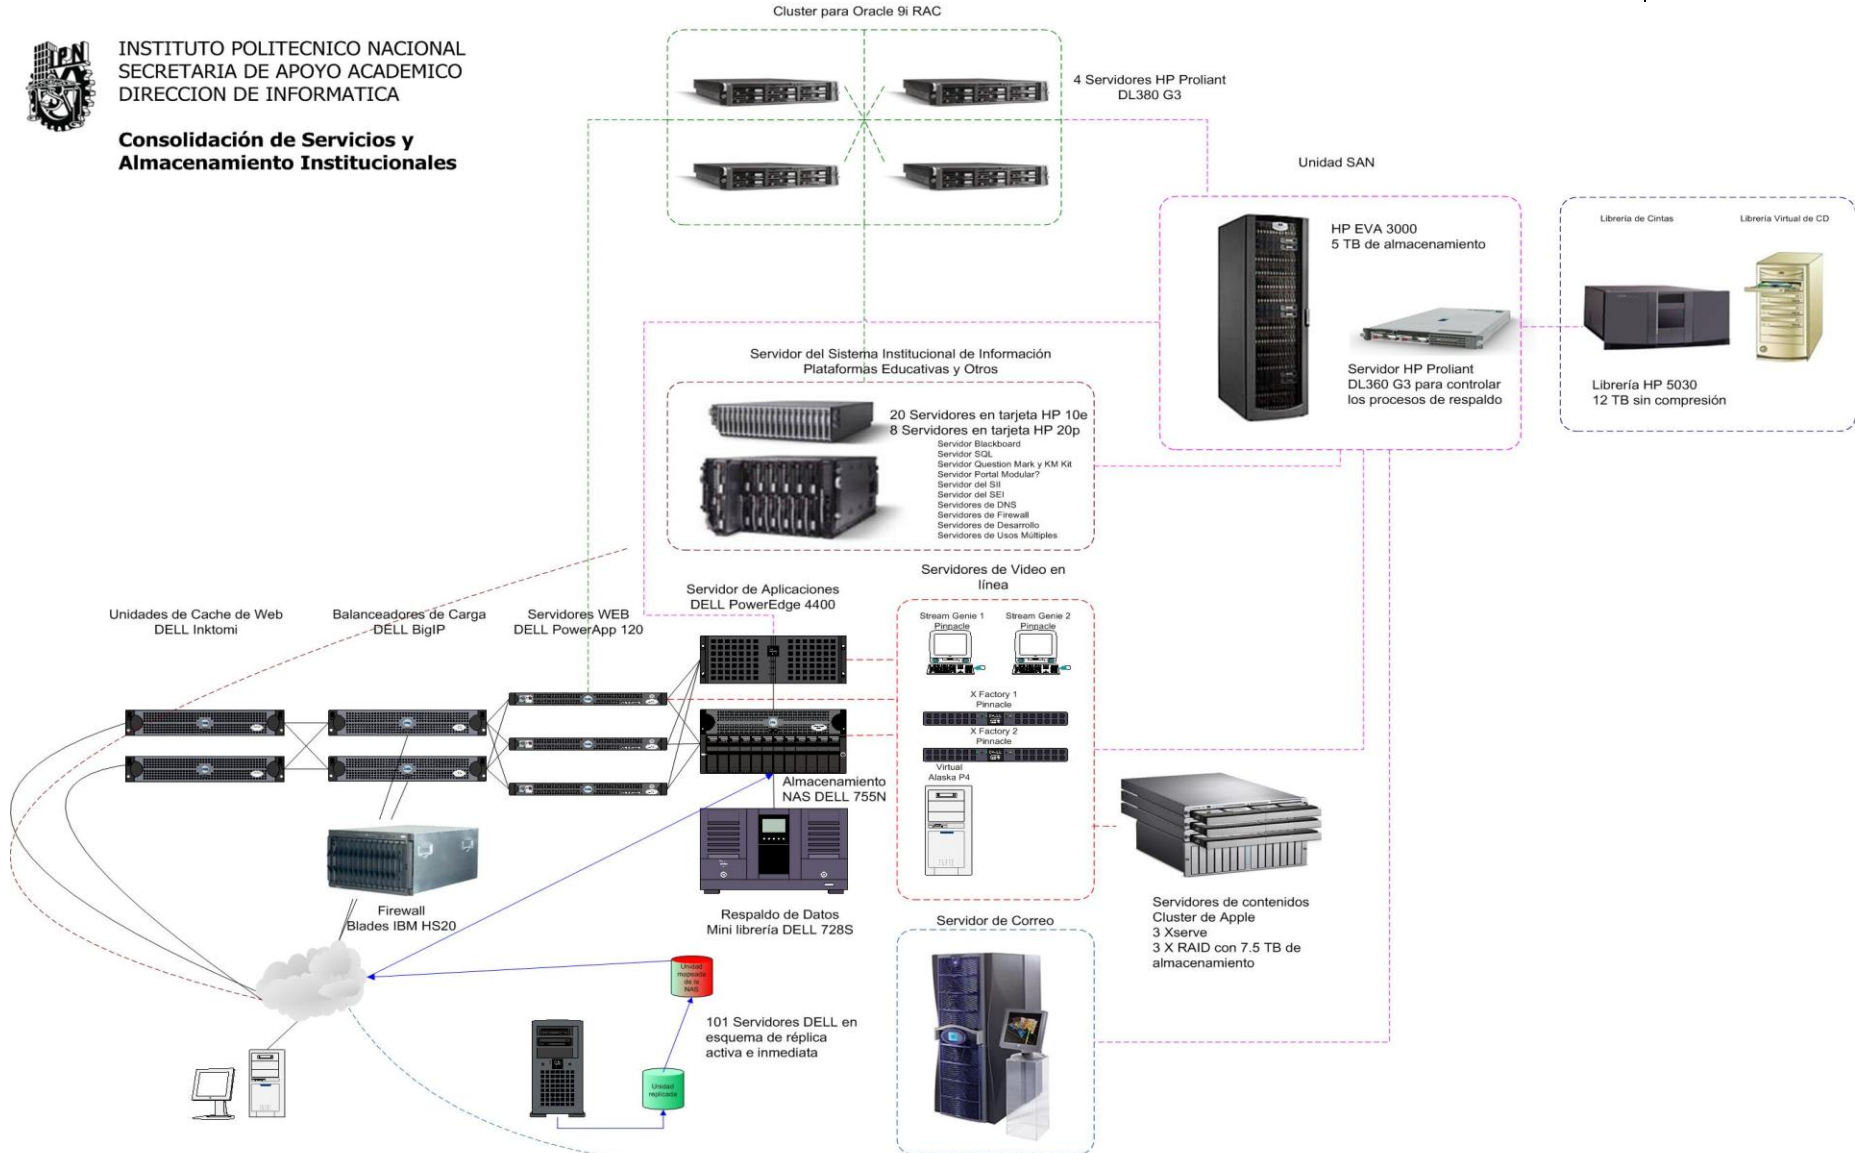 Cluster para Oracle 9i RAC
IPN
INSTITUTO POLITECNICO NACIONAL
SECRETARIA DE APOYO ACADEMICO
DIRECCION DE INFORMATICA
Consolidación de Servicios y
Almacenamiento Institucionales
4 Servidores HP Proliant
DL380 G3
Unidad SAN
HP EVA 3000
5 TB de almacenamiento
Servidor HP Proliant
DL360 G3 para controlar
los procesos de respaldo
Librería de Cintas
Librería Virtual de CD
Librería HP 5030
12 TB sin compresión
Servidor del Sistema Institucional de Información
Plataformas Educativas y Otros
20 Servidores en tarjeta HP 10e
8 Servidores en tarjeta HP 20p
Servidor Blackboard
Servidor SQL
Servidor Question Mark y KM Kit
Servidor Portal Modular?
Servidor del SII
Servidor del SEI
Servidores de DNS
Servidores de Firewall
Servidores de Desarrollo
Servidores de Usos Múltiples
Unidades de Cache de Web
DELL Inktomi
Balanceadores de Carga
DELL BigIP
Servidores WEB
DELL PowerApp 120
Servidor de Aplicaciones
DELL PowerEdge 4400
Servidores de Video en
línea
Stream Genie 1
Pinnacle
Stream Genie 2
Pinnacle
X Factory 1
Pinnacle
X Factory 2
Pinnacle
Virtual
Alaska P4
Almacenamiento
NAS DELL 755N
Firewall
Blades IBM HS20
Respaldo de Datos
Mini librería DELL 728S
Servidores de contenidos
Cluster de Apple
3 Xserve
3 X RAID con 7.5 TB de
almacenamiento
Servidor de Correo
Unidad
mapeada
de la
NAS
101 Servidores DELL en
esquema de réplica
activa e inmediata
Unidad
replicada